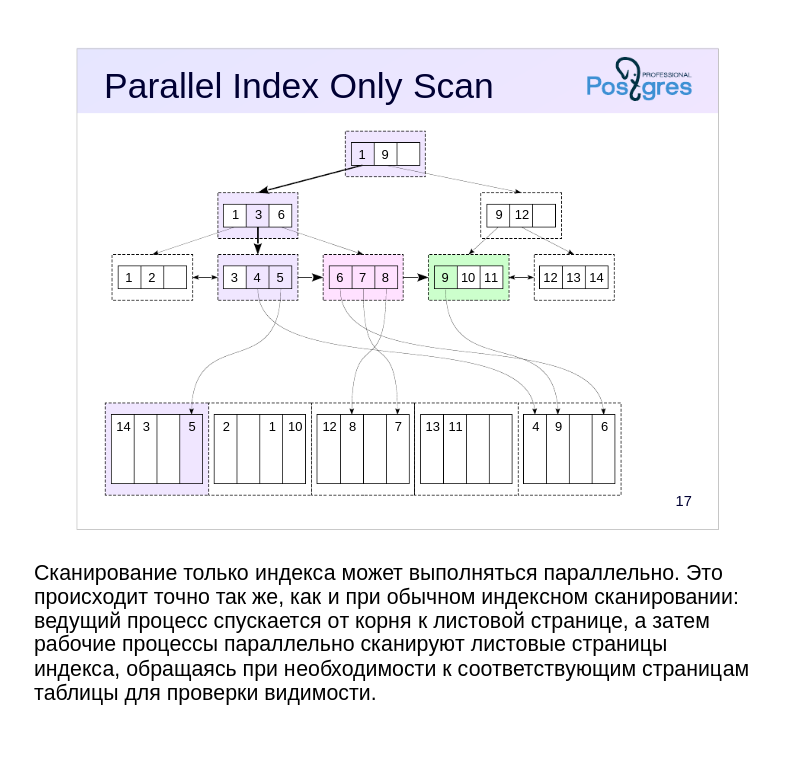 Parallel Index Only Scan
PROFESSIONAL
Postgres
1 9
1 3 6
9 12
1 2
3 4 5
6 7 8
9 10 11
12 13 14
14 3 5
2 1 10
12 8 7
13 11
4 9 6
17
Сканирование только индекса может выполняться параллельно. Это
происходит точно так же, как и при обычном индексном сканировании:
ведущий процесс спускается от корня к листовой странице, а затем
рабочие процессы параллельно сканируют листовые страницы
индекса, обращаясь при необходимости к соответствующим страницам
таблицы для проверки видимости.